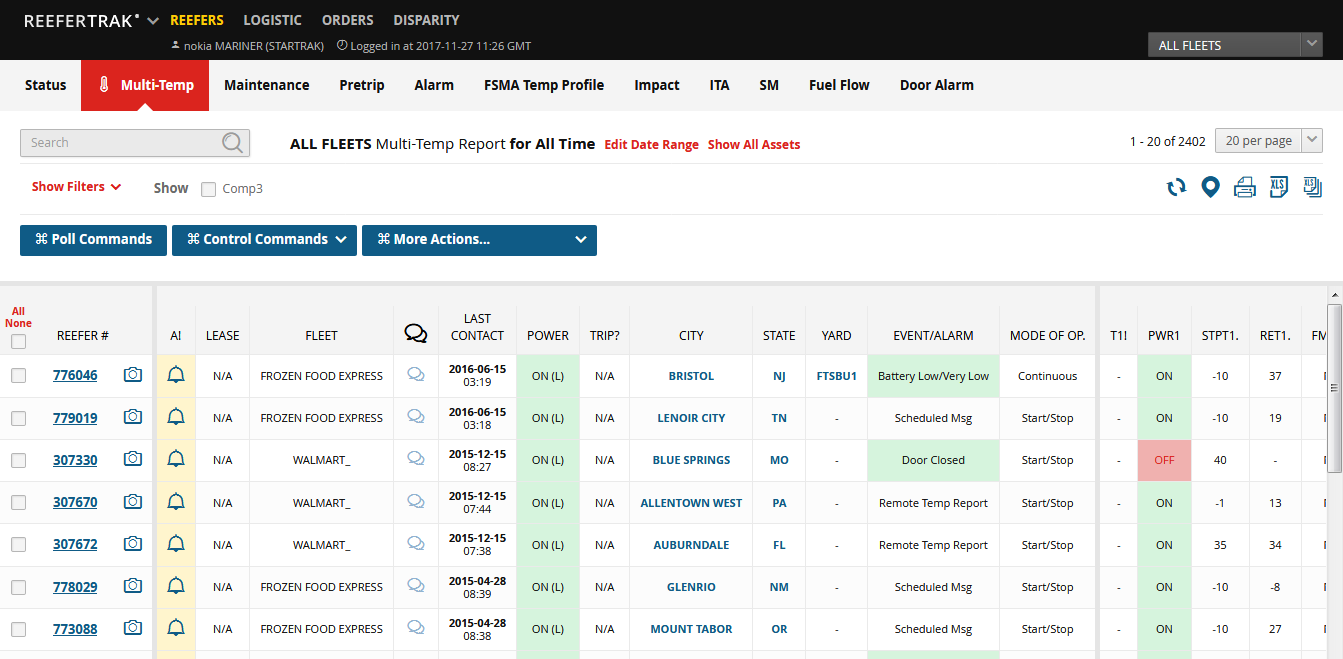 REEFERTRAK REEFERS LOGISTIC ORDERS DISPARITY
nokia MARINER (STARTRAK) Logged in at 2017-11-27 11:26 GMT
ALL FLEETS
Status Multi-Temp Maintenance Pretrip Alarm FSMA Temp Profile Impact ITA SM Fuel Flow Door Alarm
Search ALL FLEETS Multi-Temp Report for All Time Edit Date Range Show All Assets 1 - 20 of 2402 20 per page
Show Filters Show Comp3 XLS XLS
⌘ Poll Commands ⌘ Control Commands ⌘ More Actions...
All
None
REEFER # A! LEASE FLEET LAST CONTACT POWER TRIP? CITY STATE YARD EVENT/ALARM MODE OF OP. T1! PWR1 STPT1. RET1. FM
776046 N/A FROZEN FOOD EXPRESS 2016-06-15 03:19 ON (L) N/A BRISTOL NJ FTSBU1 Battery Low/Very Low Continuous - ON -10 37
779019 N/A FROZEN FOOD EXPRESS 2016-06-15 03:18 ON (L) N/A LENOIR CITY TN - Scheduled Msg Start/Stop - ON -10 19
307330 N/A WALMART_ 2015-12-15 08:27 ON (L) N/A BLUE SPRINGS MO - Door Closed Start/Stop - OFF 40 -
307670 N/A WALMART_ 2015-12-15 07:44 ON (L) N/A ALLENTOWN WEST PA - Remote Temp Report Start/Stop - ON -1 13
307672 N/A WALMART_ 2015-12-15 07:38 ON (L) N/A AUBURNDALE FL - Remote Temp Report Start/Stop - ON 35 34
778029 N/A FROZEN FOOD EXPRESS 2015-04-28 08:39 ON (L) N/A GLENRIO NM - Scheduled Msg Start/Stop - ON -10 -8
773088 N/A FROZEN FOOD EXPRESS 2015-04-28 08:38 ON (L) N/A MOUNT TABOR OR - Scheduled Msg Start/Stop - ON -10 27